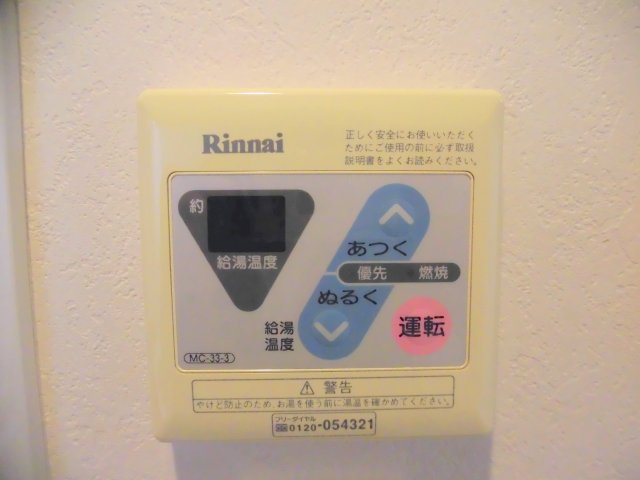 Rinnai
正しく安全にお使いいただく
ためにご使用の前に必ず取扱
説明書をよくお読みください。
約
給湯温度
あつく
優先 燃焼
ぬるく
給湯
温度
運転
MC-33-3
⚠ 警告
やけど防止のため、お湯を使う前に湯温を確かめてください。
フリーダイヤル
0120-054321